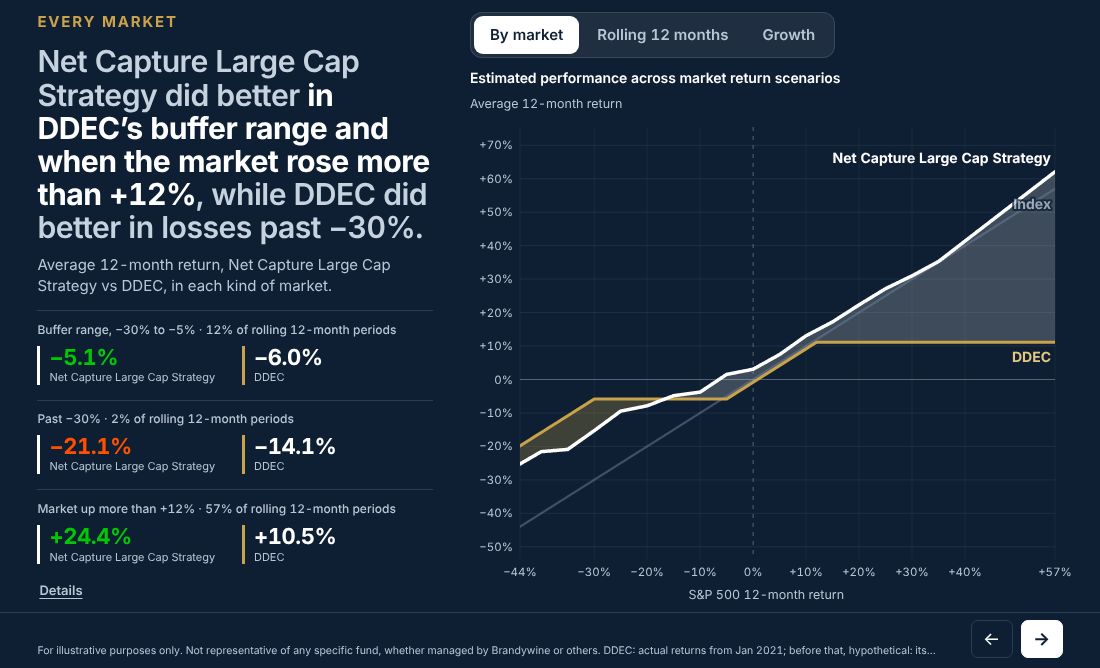 EVERY MARKET
Net Capture Large Cap
Strategy did better in
DDEC’s buffer range and
when the market rose more
than +12%, while DDEC did
better in losses past −30%.
Average 12-month return, Net Capture Large Cap
Strategy vs DDEC, in each kind of market.
Buffer range, −30% to −5% · 12% of rolling 12-month periods
−5.1%
Net Capture Large Cap Strategy
−6.0%
DDEC
Past −30% · 2% of rolling 12-month periods
−21.1%
Net Capture Large Cap Strategy
−14.1%
DDEC
Market up more than +12% · 57% of rolling 12-month periods
+24.4%
Net Capture Large Cap Strategy
+10.5%
DDEC
Details
By market
Rolling 12 months
Growth
Estimated performance across market return scenarios
Average 12-month return
+70%
+60%
+50%
+40%
+30%
+20%
+10%
0%
−10%
−20%
−30%
−40%
−50%
Net Capture Large Cap Strategy
Index
DDEC
−44%
−30%
−20%
−10%
0%
+10%
+20%
+30%
+40%
+57%
S&P 500 12-month return
For illustrative purposes only. Not representative of any specific fund, whether managed by Brandywine or others. DDEC: actual returns from Jan 2021; before that, hypothetical: its…